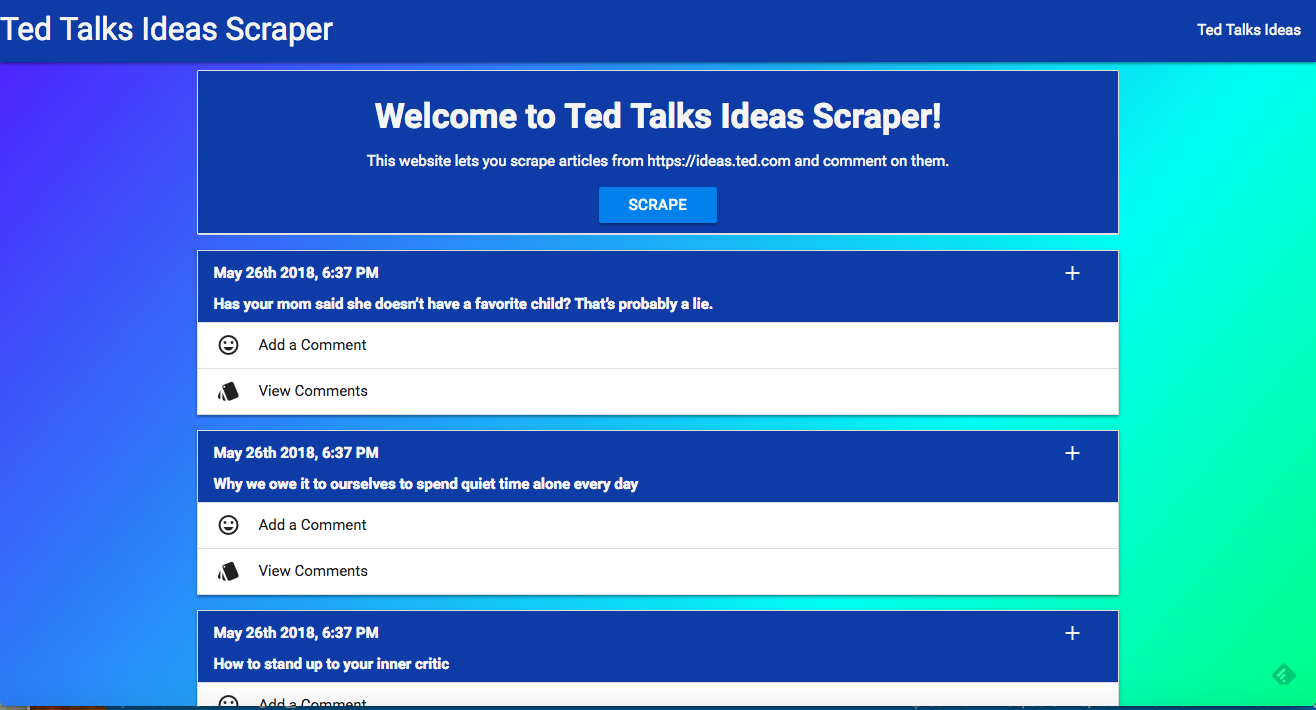 Ted Talks Ideas Scraper
Ted Talks Ideas
Welcome to Ted Talks Ideas Scraper!
This website lets you scrape articles from https://ideas.ted.com and comment on them.
SCRAPE
May 26th 2018, 6:37 PM
Has your mom said she doesn’t have a favorite child? That’s probably a lie.
Add a Comment
View Comments
May 26th 2018, 6:37 PM
Why we owe it to ourselves to spend quiet time alone every day
Add a Comment
View Comments
May 26th 2018, 6:37 PM
How to stand up to your inner critic
Add a Comment